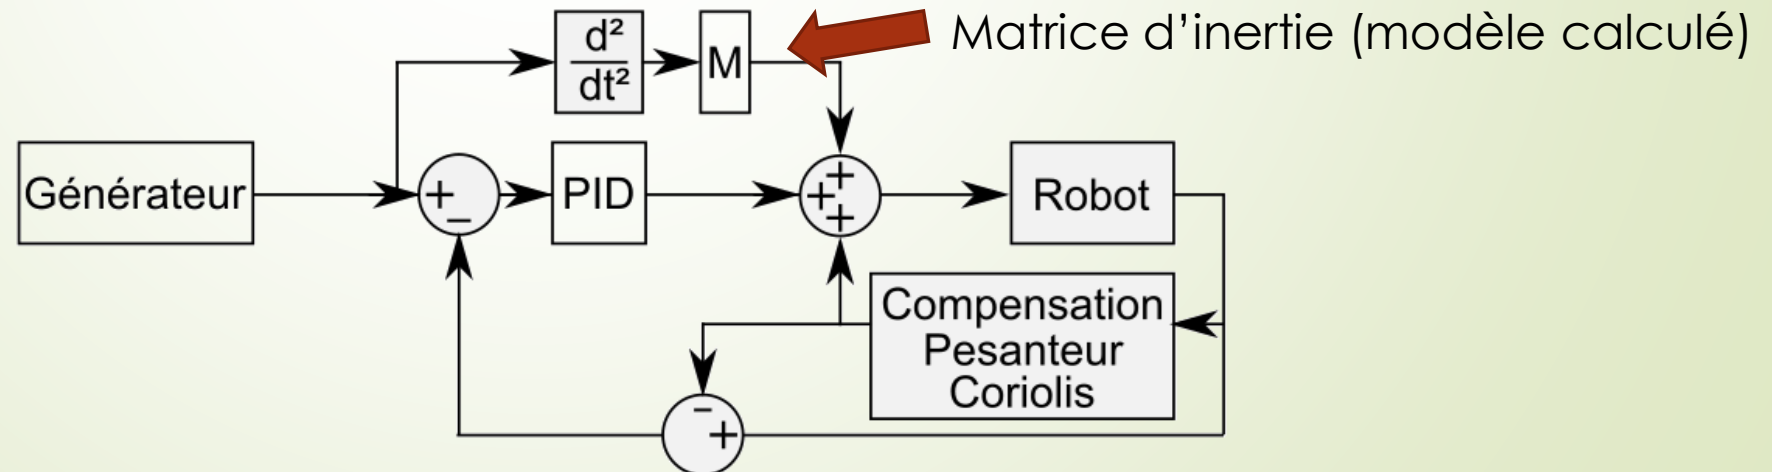 d²
dt²
M
Matrice d’inertie (modèle calculé)
Générateur
+
−
PID
+
+
+
Robot
Compensation
Pesanteur
Coriolis
-
+